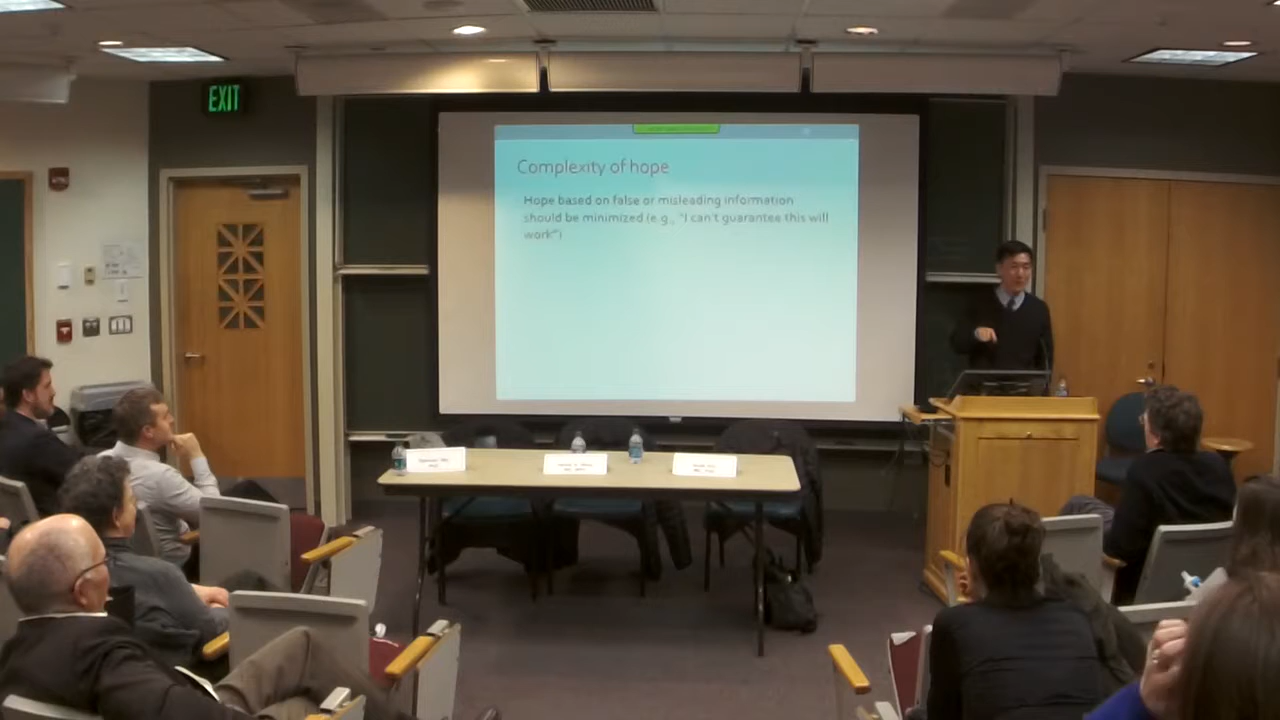 EXIT
Complexity of hope
Hope based on false or misleading information
should be minimized (e.g., "I can't guarantee this will
work")